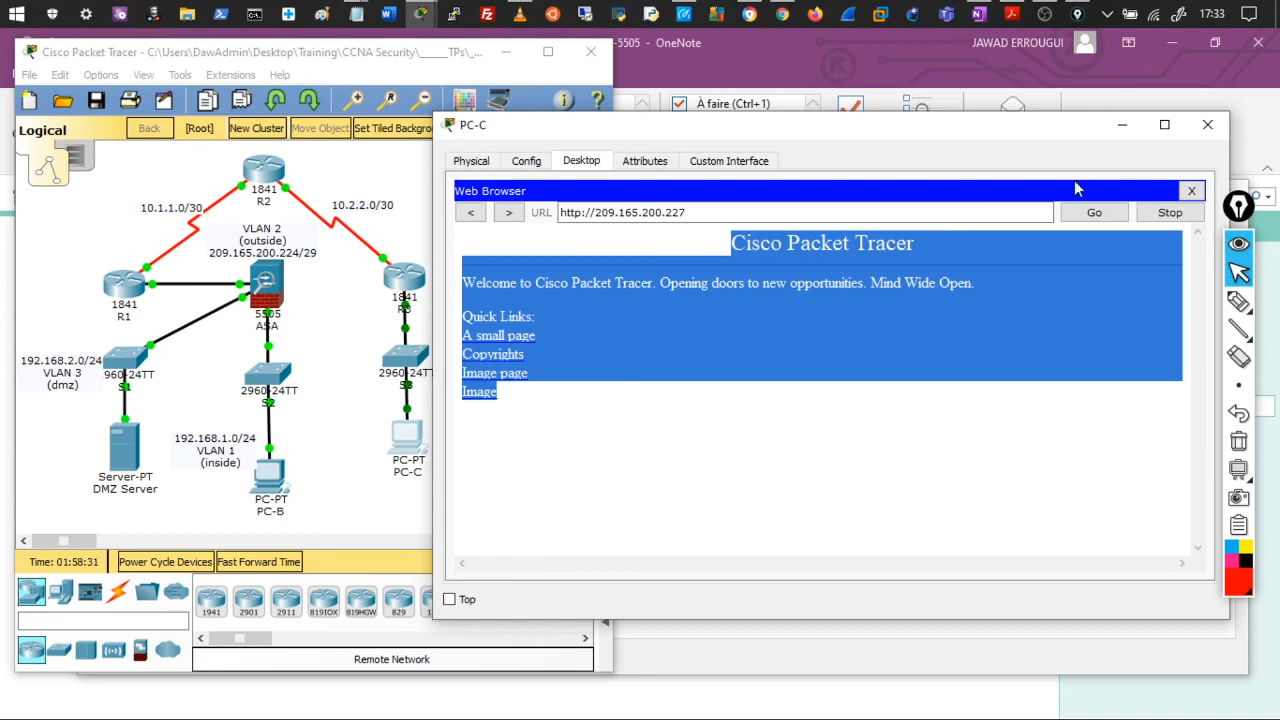 17:33
Cisco Packet Tracer - C:\Users\DawAdmin\Desktop\Training\CCNA Security\_____TPs\_...
-5505 - OneNote
JAWAD ERROUGUI
File Edit Options View Tools Extensions Help
À faire (Ctrl+1)
Logical
Back
[Root]
New Cluster
Move Object
Set Tiled Backgrou
PC-C
Physical Config Desktop Attributes Custom Interface
Web Browser
X
< > URL http://209.165.200.227 Go Stop
Cisco Packet Tracer
Welcome to Cisco Packet Tracer. Opening doors to new opportunities. Mind Wide Open.
Quick Links:
A small page
Copyrights
Image page
Image
Top
1841
R2
10.1.1.0/30
10.2.2.0/30
VLAN 2
(outside)
209.165.200.224/29
1841
R1
5505
ASA
1841
R3
192.168.2.0/24
VLAN 3
(dmz)
960-24TT
S1
2960-24TT
S2
2960-24TT
S3
192.168.1.0/24
VLAN 1
(inside)
Server-PT
DMZ Server
PC-PT
PC-B
PC-PT
PC-C
Time: 01:58:31
Power Cycle Devices
Fast Forward Time
1941 2901 2911 819IOX 819HGW 829
Remote Network